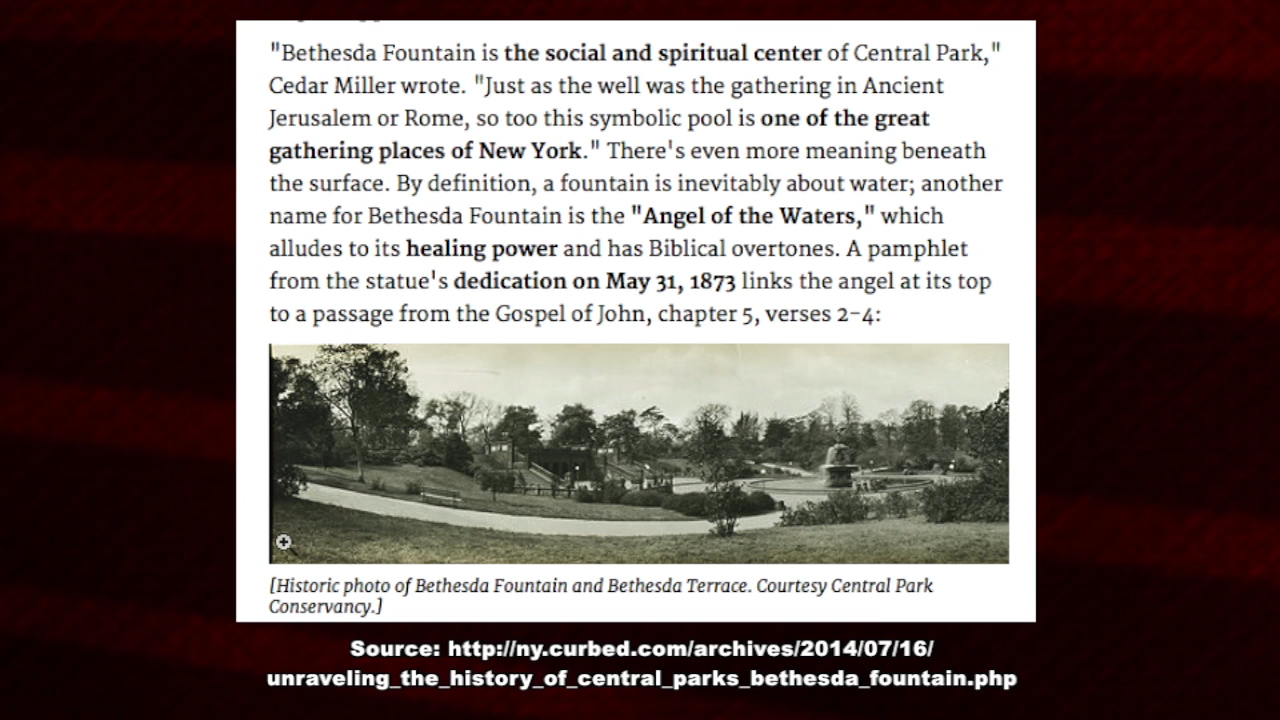 "Bethesda Fountain is the social and spiritual center of Central Park,"
Cedar Miller wrote. "Just as the well was the gathering in Ancient
Jerusalem or Rome, so too this symbolic pool is one of the great
gathering places of New York." There's even more meaning beneath
the surface. By definition, a fountain is inevitably about water; another
name for Bethesda Fountain is the "Angel of the Waters," which
alludes to its healing power and has Biblical overtones. A pamphlet
from the statue's dedication on May 31, 1873 links the angel at its top
to a passage from the Gospel of John, chapter 5, verses 2-4:
[Historic photo of Bethesda Fountain and Bethesda Terrace. Courtesy Central Park
Conservancy.]
Source: http://ny.curbed.com/archives/2014/07/16/
unraveling_the_history_of_central_parks_bethesda_fountain.php